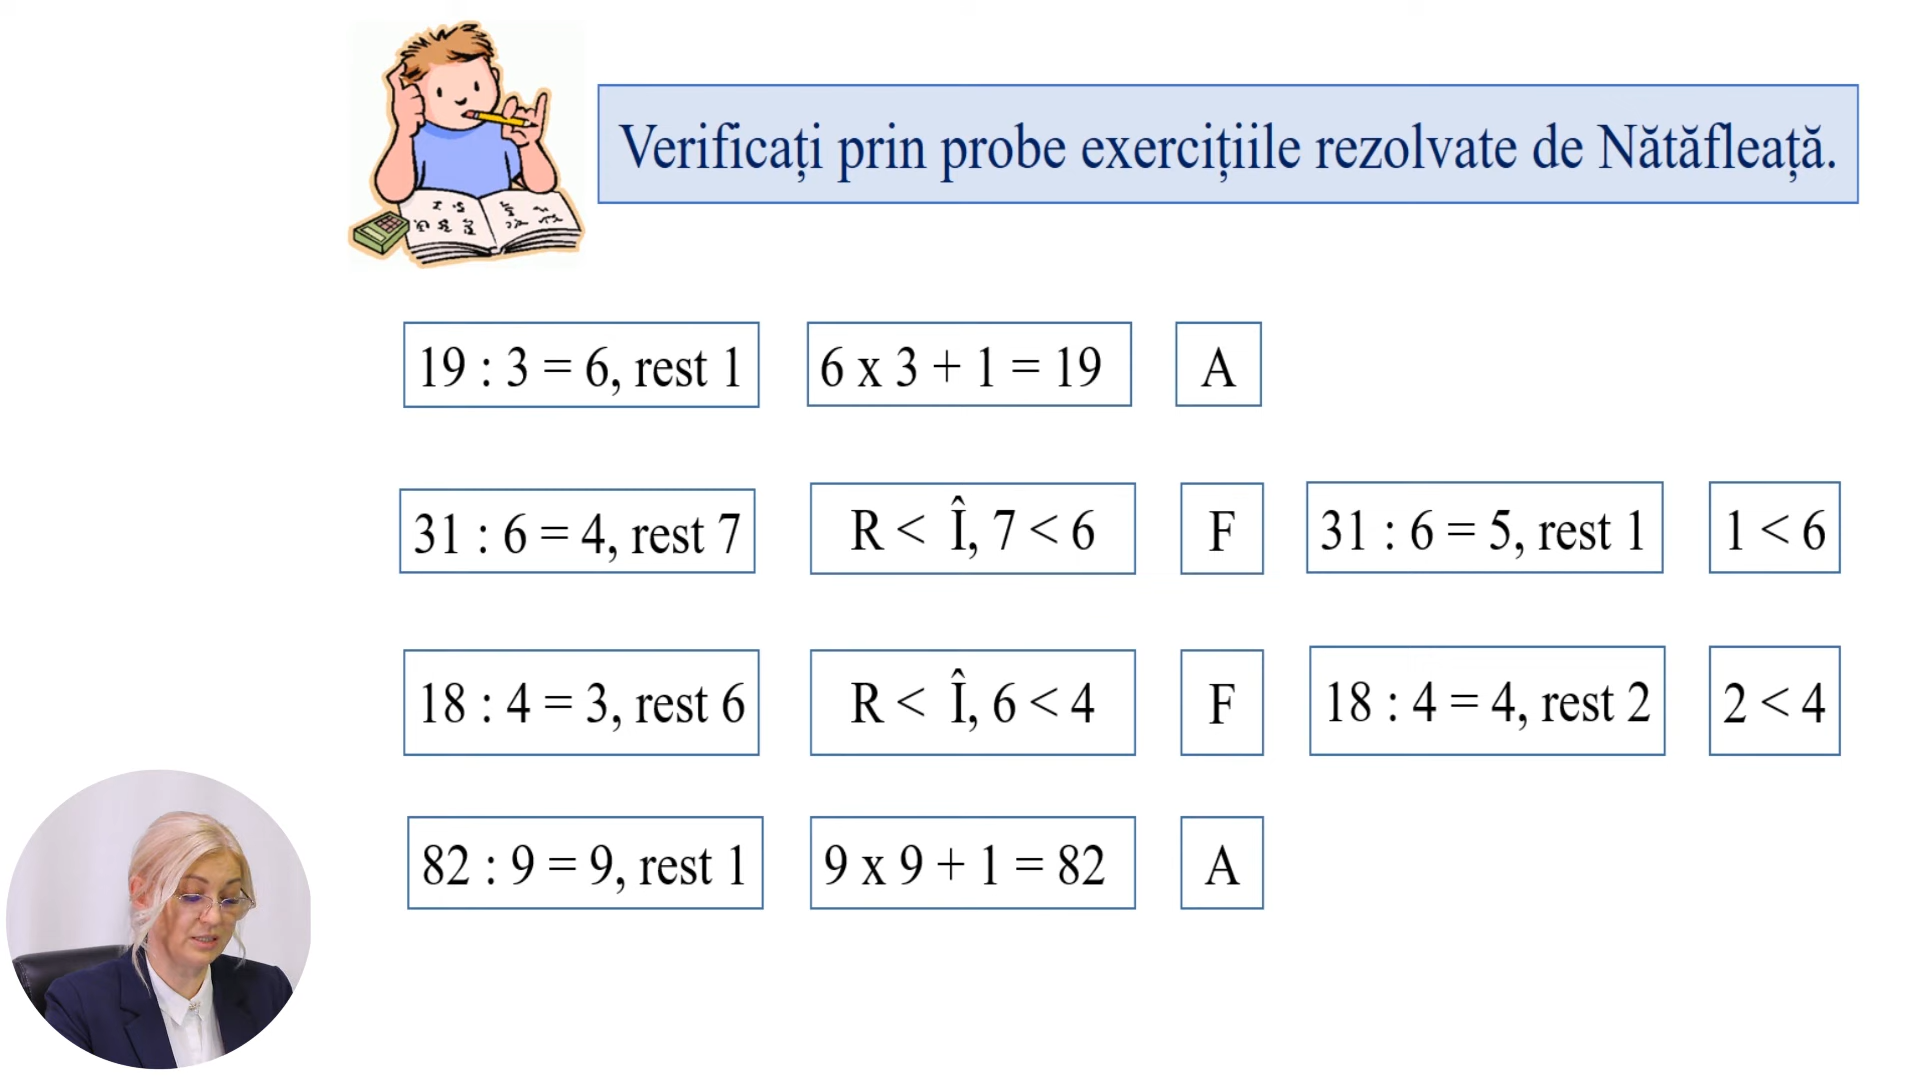 Verificați prin probe exercițiile rezolvate de Nătăfleață.
19 : 3 = 6, rest 1 6 x 3 + 1 = 19 A
31 : 6 = 4, rest 7 R < Î, 7 < 6 F 31 : 6 = 5, rest 1 1 < 6
18 : 4 = 3, rest 6 R < Î, 6 < 4 F 18 : 4 = 4, rest 2 2 < 4
82 : 9 = 9, rest 1 9 x 9 + 1 = 82 A